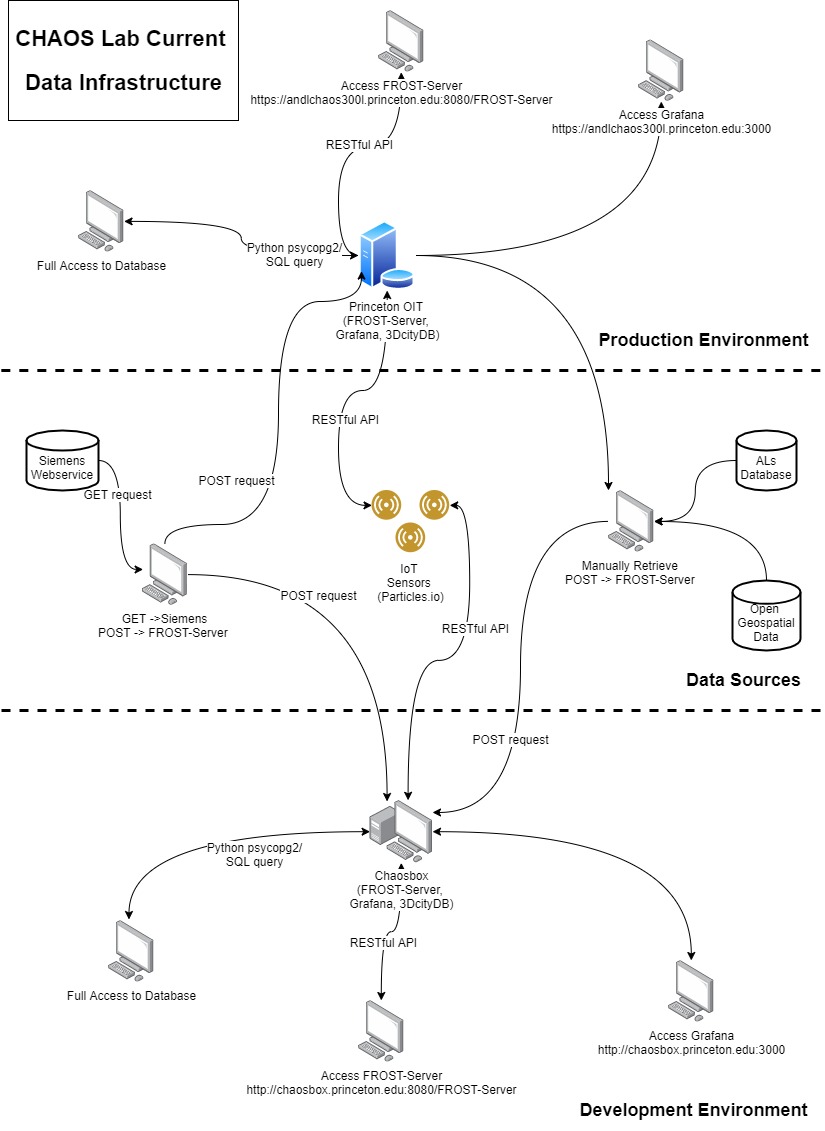 CHAOS Lab Current
Data Infrastructure
Access FROST-Server
https://andlchaos300l.princeton.edu:8080/FROST-Server
Access Grafana
https://andlchaos300l.princeton.edu:3000
RESTful API
Full Access to Database
Python psycopg2/
SQL query
Princeton OIT
(FROST-Server,
Grafana, 3DcityDB)
Production Environment
RESTful API
Siemens
Webservice
GET request
POST request
ALs
Database
IoT
Sensors
(Particles.io)
Manually Retrieve
POST -> FROST-Server
GET ->Siemens
POST -> FROST-Server
POST request
RESTful API
Open
Geospatial
Data
Data Sources
POST request
Python psycopg2/
SQL query
Chaosbox
(FROST-Server,
Grafana, 3DcityDB)
RESTful API
Full Access to Database
Access Grafana
http://chaosbox.princeton.edu:3000
Access FROST-Server
http://chaosbox.princeton.edu:8080/FROST-Server
Development Environment